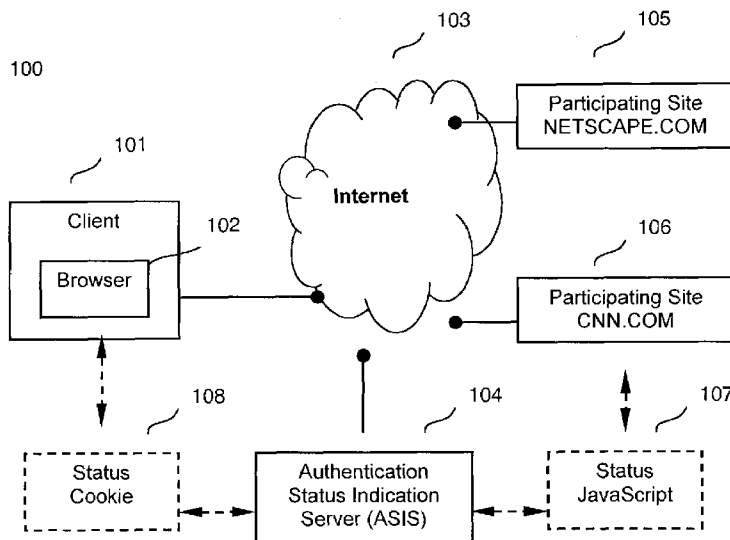 103
105
100
Participating Site
NETSCAPE.COM
101
Internet
Client
102
106
Browser
Participating Site
CNN.COM
108
104
107
Status
Cookie
Authentication
Status Indication
Server (ASIS)
Status
JavaScript